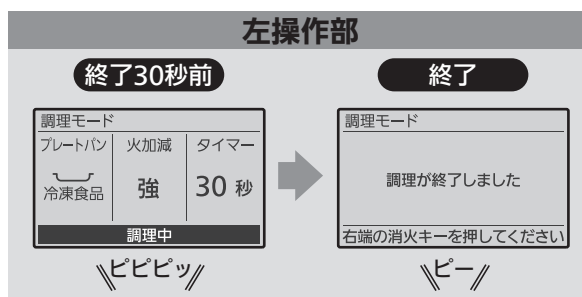 左操作部
終了30秒前
調理モード
プレートパン 火加減 タイマー
冷凍食品 強 30 秒
調理中
ピピピッ
終了
調理モード
調理が終了しました
右端の消火キーを押してください
ピー